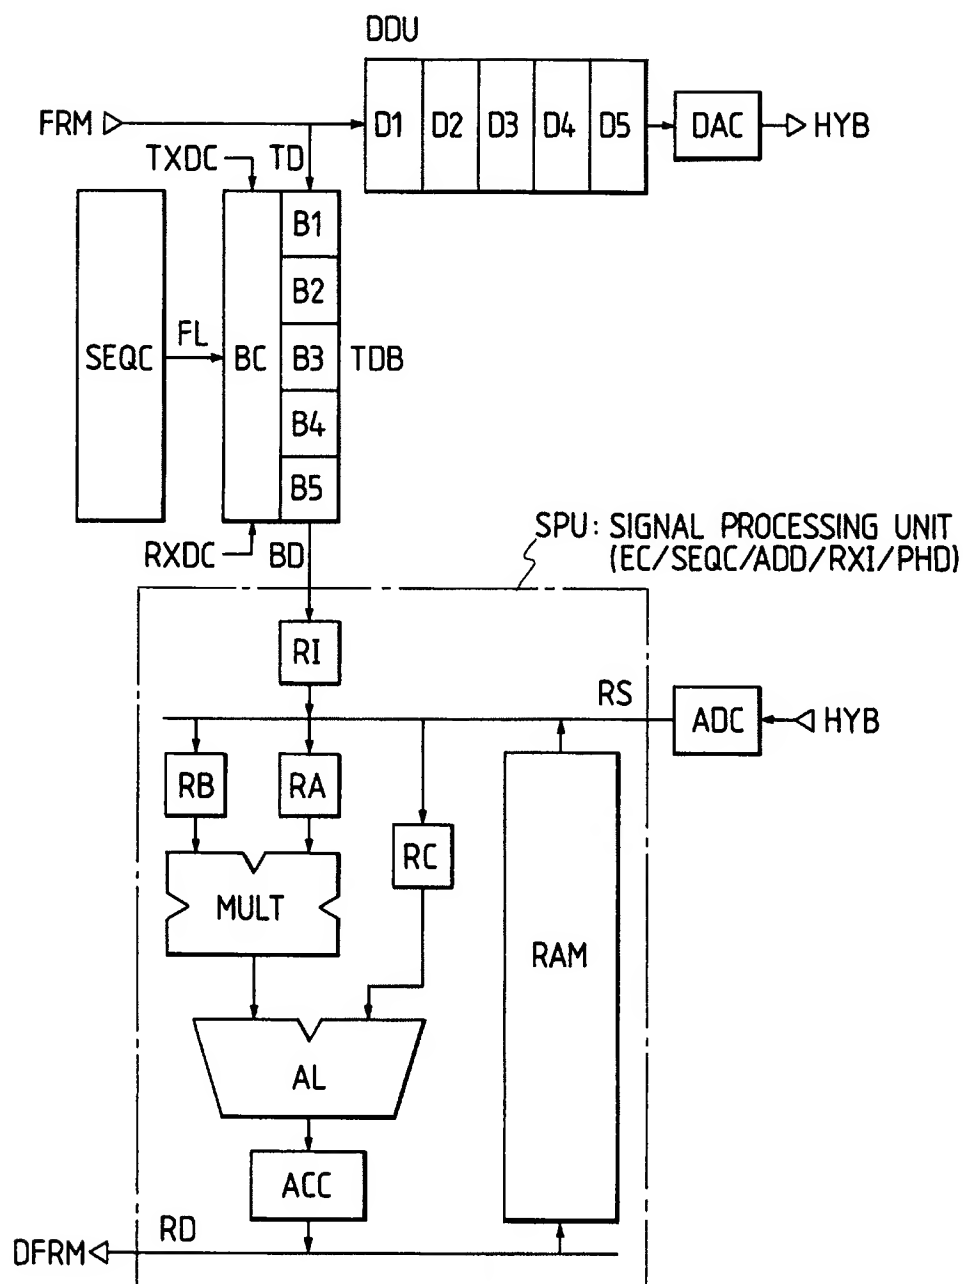 DDU
FRM
D1 D2 D3 D4 D5
DAC
HYB
TXDC
TD
B1
B2
SEQC
FL
BC
B3
TDB
B4
B5
RXDC
BD
SPU: SIGNAL PROCESSING UNIT
(EC/SEQC/ADD/RXI/PHD)
RI
RS
ADC
HYB
RB
RA
RC
MULT
RAM
AL
ACC
RD
DFRM